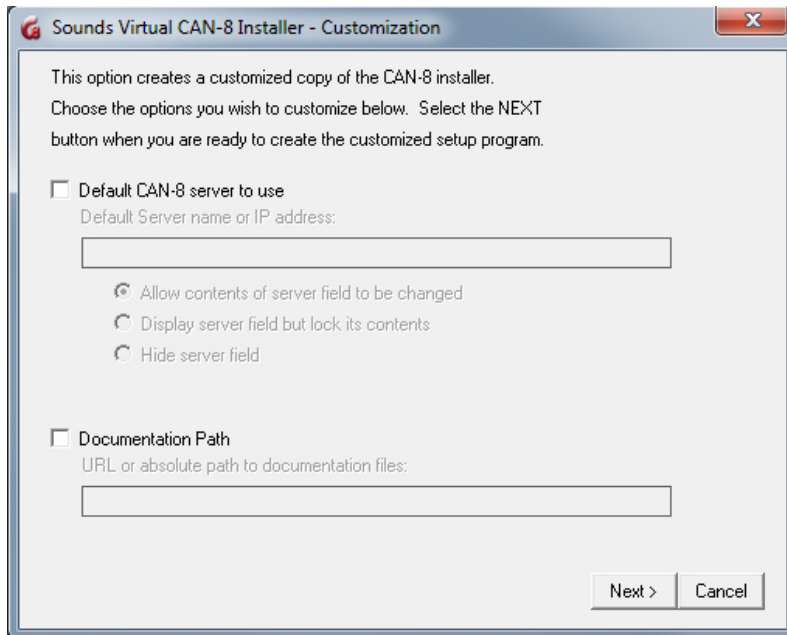 Sounds Virtual CAN-8 Installer - Customization
This option creates a customized copy of the CAN-8 installer.
Choose the options you wish to customize below. Select the NEXT
button when you are ready to create the customized setup program.
Default CAN-8 server to use
Default Server name or IP address:
Allow contents of server field to be changed
Display server field but lock its contents
Hide server field
Documentation Path
URL or absolute path to documentation files:
Next > Cancel